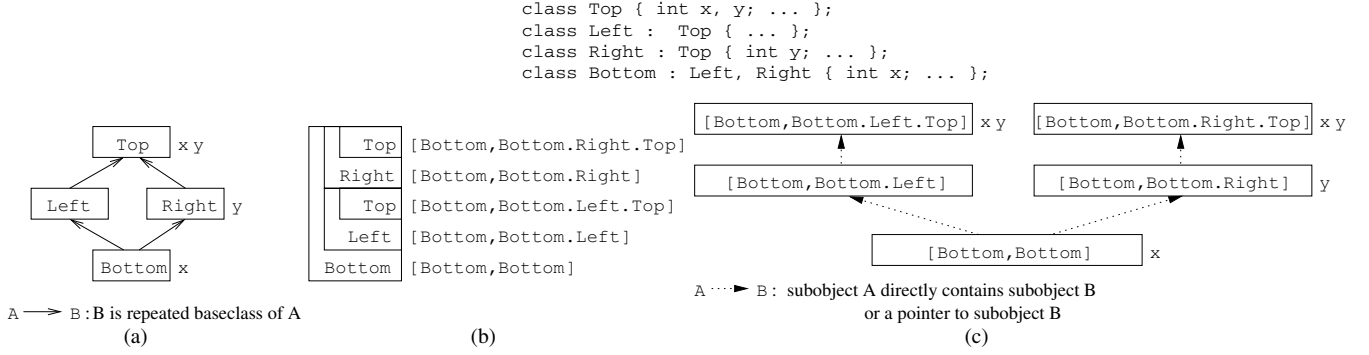 class Top { int x, y; ... };
class Left :  Top { ... };
class Right : Top { int y; ... };
class Bottom : Left, Right { int x; ... };
Top x y
Left
Right y
Bottom x
A B : B is repeated baseclass of A
(a)
Top [Bottom,Bottom.Right.Top]
Right [Bottom,Bottom.Right]
Top [Bottom,Bottom.Left.Top]
Left [Bottom,Bottom.Left]
Bottom [Bottom,Bottom]
(b)
[Bottom,Bottom.Left.Top] x y
[Bottom,Bottom.Right.Top] x y
[Bottom,Bottom.Left]
[Bottom,Bottom.Right] y
[Bottom,Bottom] x
A B : subobject A directly contains subobject B
or a pointer to subobject B
(c)